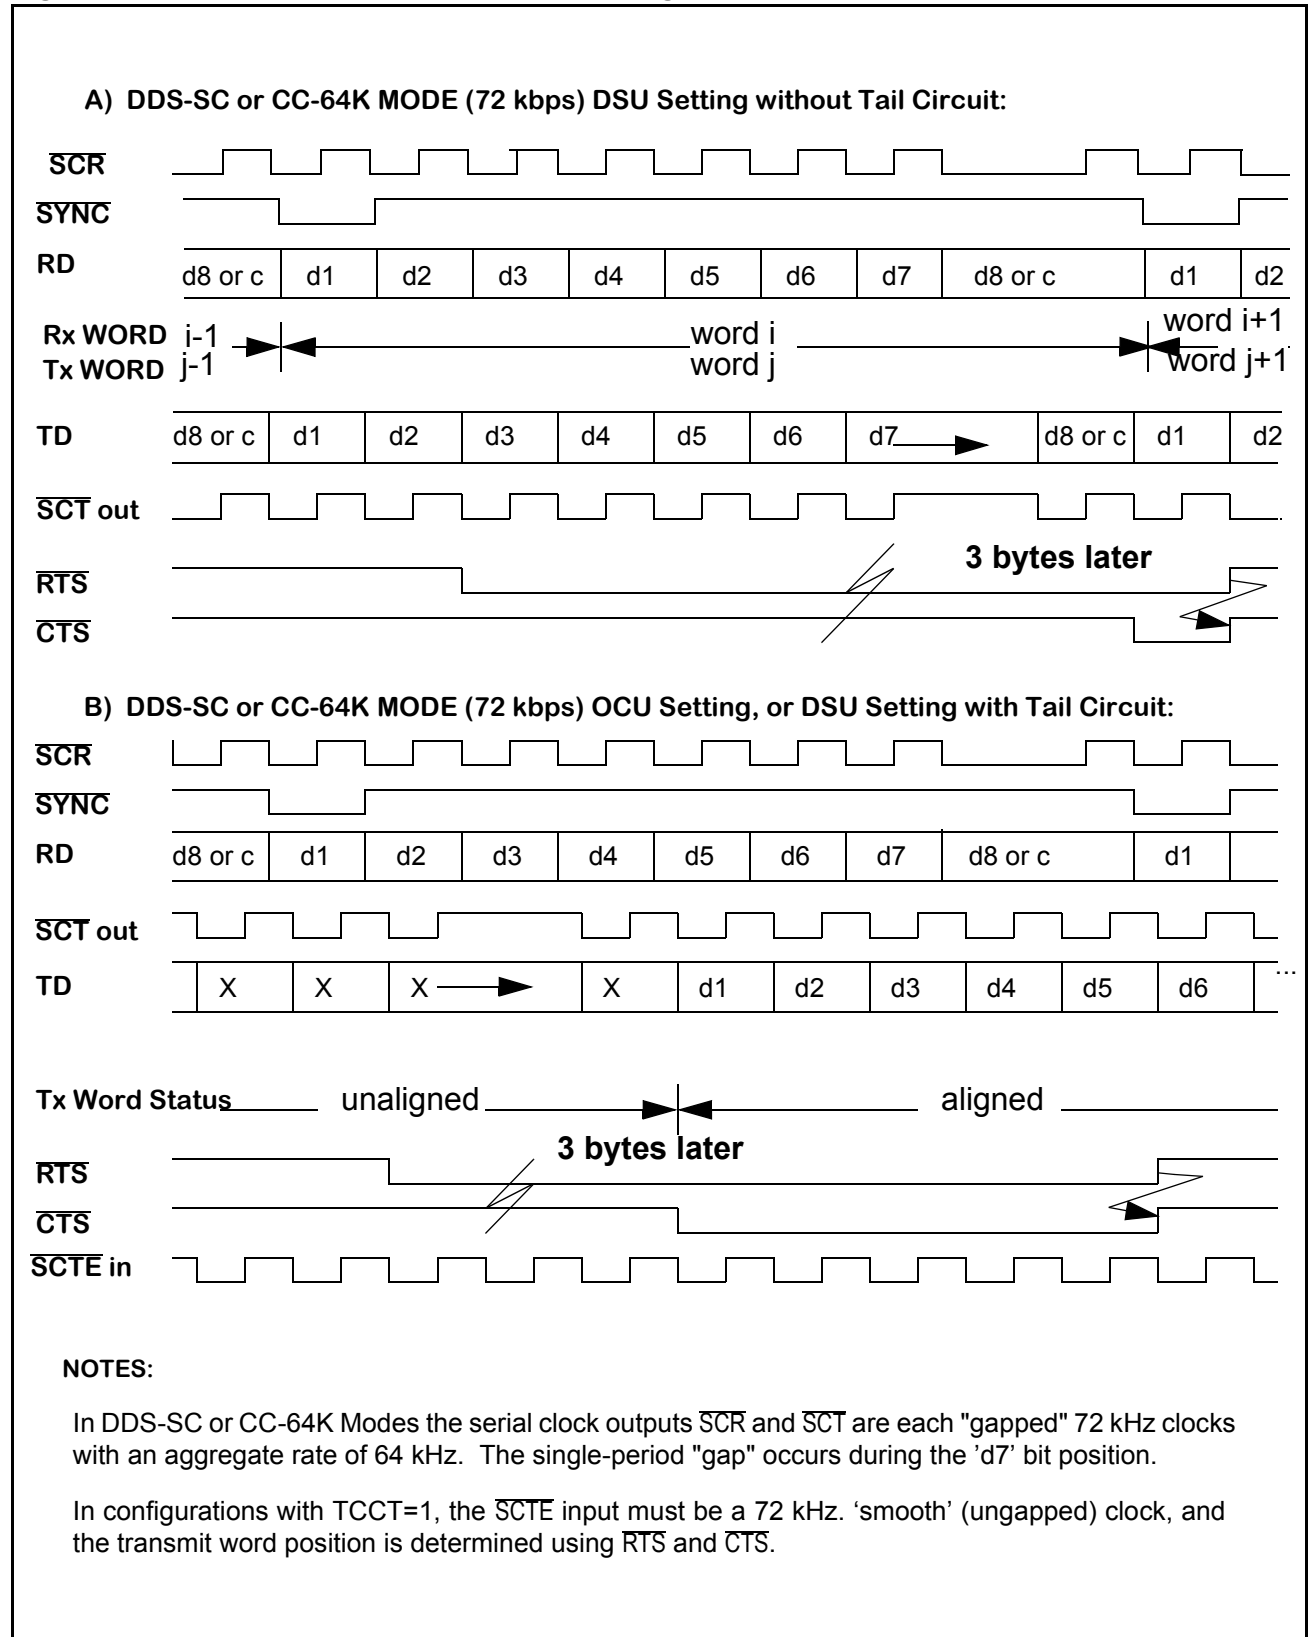 A) DDS-SC or CC-64K MODE (72 kbps) DSU Setting without Tail Circuit:
SCR
SYNC
RD d8 or c d1 d2 d3 d4 d5 d6 d7 d8 or c d1 d2
Rx WORD i-1 word i word i+1
Tx WORD j-1 word j word j+1
TD d8 or c d1 d2 d3 d4 d5 d6 d7 d8 or c d1 d2
SCT out
3 bytes later
RTS
CTS
B) DDS-SC or CC-64K MODE (72 kbps) OCU Setting, or DSU Setting with Tail Circuit:
SCR
SYNC
RD d8 or c d1 d2 d3 d4 d5 d6 d7 d8 or c d1
SCT out
TD X X X X d1 d2 d3 d4 d5 d6 ...
Tx Word Status unaligned aligned
3 bytes later
RTS
CTS
SCTE in
NOTES:
In DDS-SC or CC-64K Modes the serial clock outputs SCR and SCT are each "gapped" 72 kHz clocks
with an aggregate rate of 64 kHz. The single-period "gap" occurs during the ’d7’ bit position.
In configurations with TCCT=1, the SCTE input must be a 72 kHz. ‘smooth’ (ungapped) clock, and
the transmit word position is determined using RTS and CTS.